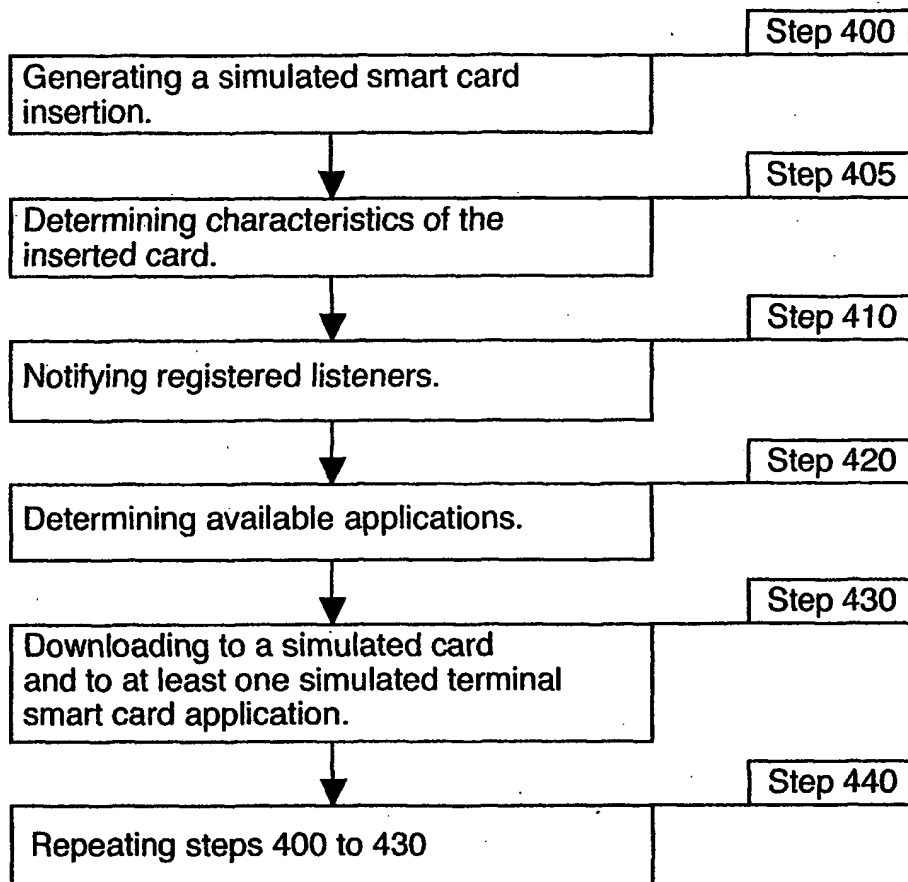 Step 400
Generating a simulated smart card
insertion.
Step 405
Determining characteristics of the
inserted card.
Step 410
Notifying registered listeners.
Step 420
Determining available applications.
Step 430
Downloading to a simulated card
and to at least one simulated terminal
smart card application.
Step 440
Repeating steps 400 to 430